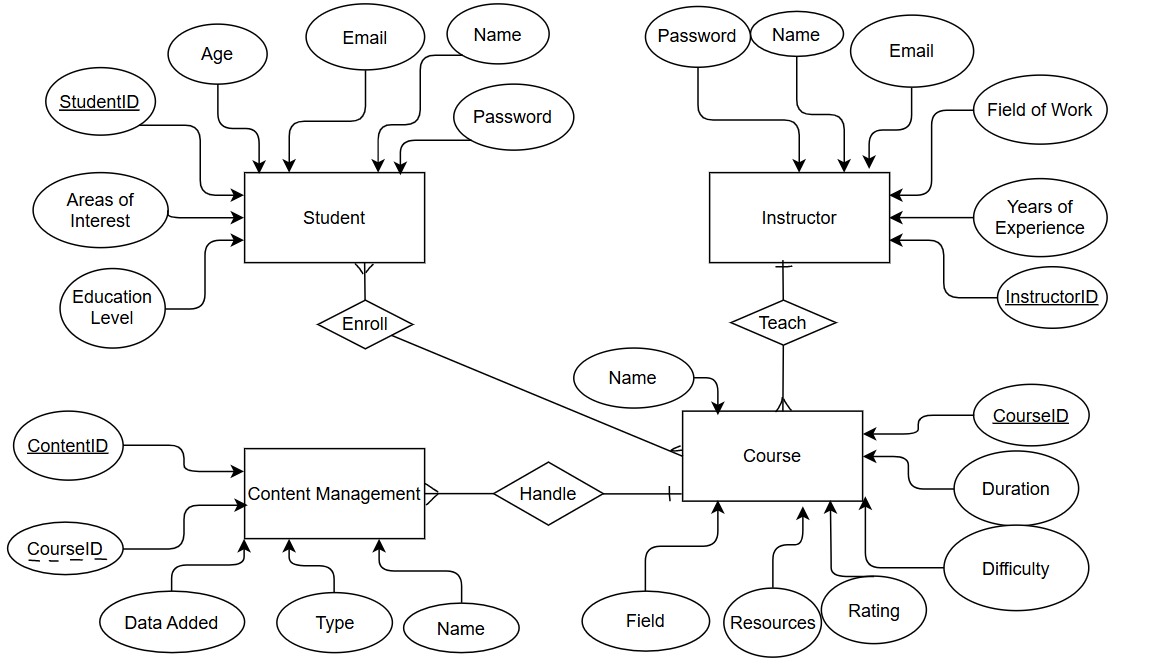 Name
Email
Password
Name
Age
Email
StudentID
Password
Field of Work
Areas of
Interest
Student
Instructor
Years of
Experience
Education
Level
InstructorID
Enroll
Teach
Name
CourseID
ContentID
Course
Content Management
Handle
Duration
CourseID
Difficulty
Data Added
Type
Name
Field
Resources
Rating